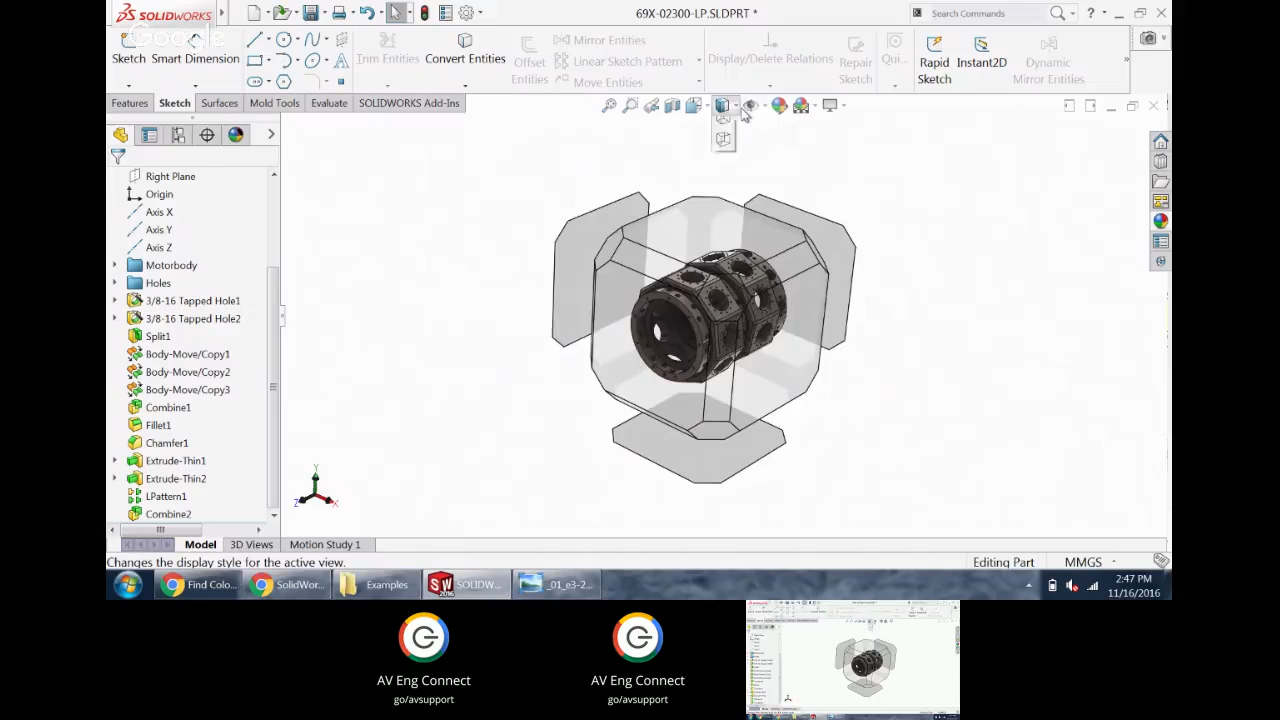 SOLIDWORKS
69X-02300-LP.SLDPRT *
Search Commands
Google
Sketch
Smart Dimension
Trim Entities
Convert Entities
Offset Entities
Mirror Entities
Linear Sketch Pattern
Move Entities
Display/Delete Relations
Repair Sketch
Qui...
Rapid Sketch
Instant2D
Dynamic Mirror Entities
Features
Sketch
Surfaces
Mold Tools
Evaluate
SOLIDWORKS Add-Ins
Right Plane
Origin
Axis X
Axis Y
Axis Z
Motorbody
Holes
3/8-16 Tapped Hole1
3/8-16 Tapped Hole2
Split1
Body-Move/Copy1
Body-Move/Copy2
Body-Move/Copy3
Combine1
Fillet1
Chamfer1
Extrude-Thin1
Extrude-Thin2
LPattern1
Combine2
Y
Z
X
Model
3D Views
Motion Study 1
Changes the display style for the active view.
Editing Part
MMGS
Find Colo...
SolidWor...
Examples
SW 2016
SOLIDW...
_01_e3-2...
2:47 PM
11/16/2016
AV Eng Connect
go/avsupport
AV Eng Connect
go/avsupport